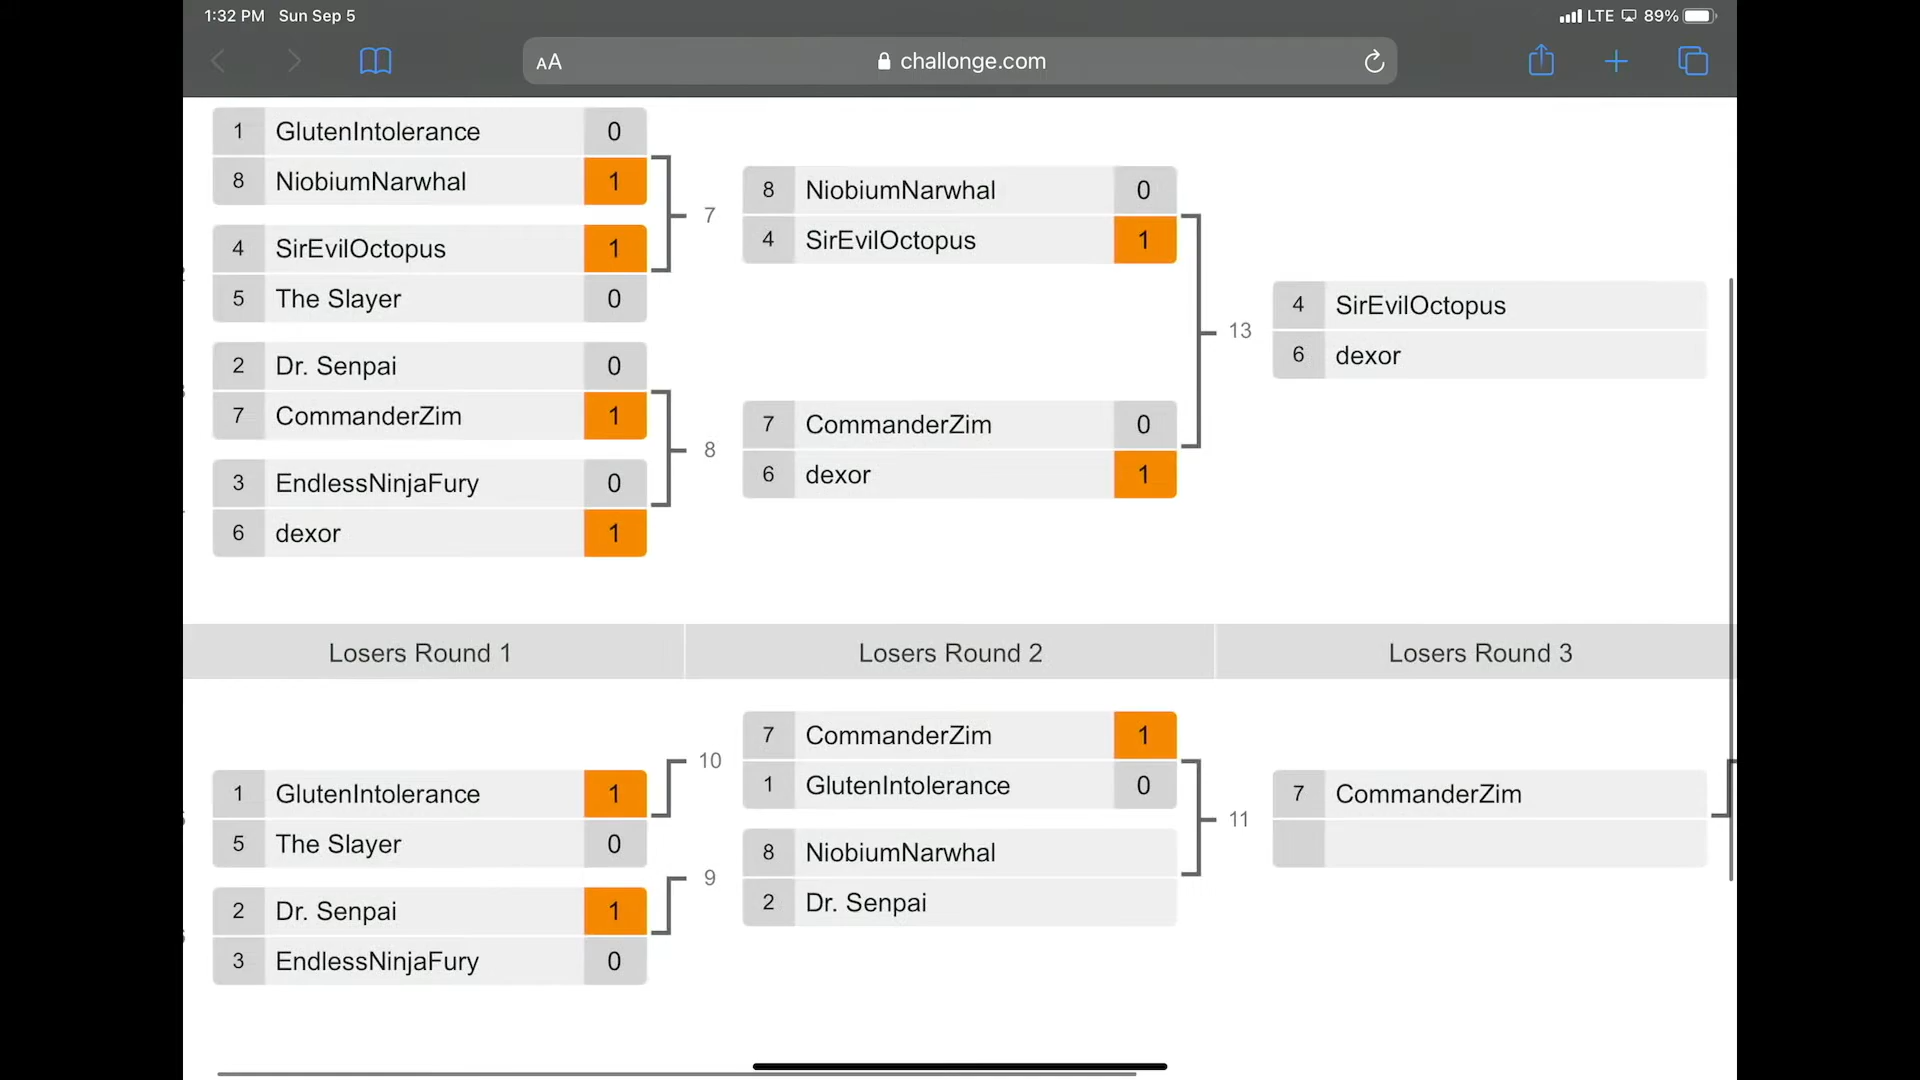 1:32 PM Sun Sep 5
LTE 89%
AA
challonge.com
1 GlutenIntolerance 0
8 NiobiumNarwhal 1
7
4 SirEvilOctopus 1
5 The Slayer 0
2 Dr. Senpai 0
7 CommanderZim 1
8
3 EndlessNinjaFury 0
6 dexor 1
8 NiobiumNarwhal 0
4 SirEvilOctopus 1
13
7 CommanderZim 0
6 dexor 1
4 SirEvilOctopus
6 dexor
Losers Round 1
Losers Round 2
Losers Round 3
1 GlutenIntolerance 1
5 The Slayer 0
10
2 Dr. Senpai 1
3 EndlessNinjaFury 0
9
7 CommanderZim 1
1 GlutenIntolerance 0
11
8 NiobiumNarwhal
2 Dr. Senpai
7 CommanderZim